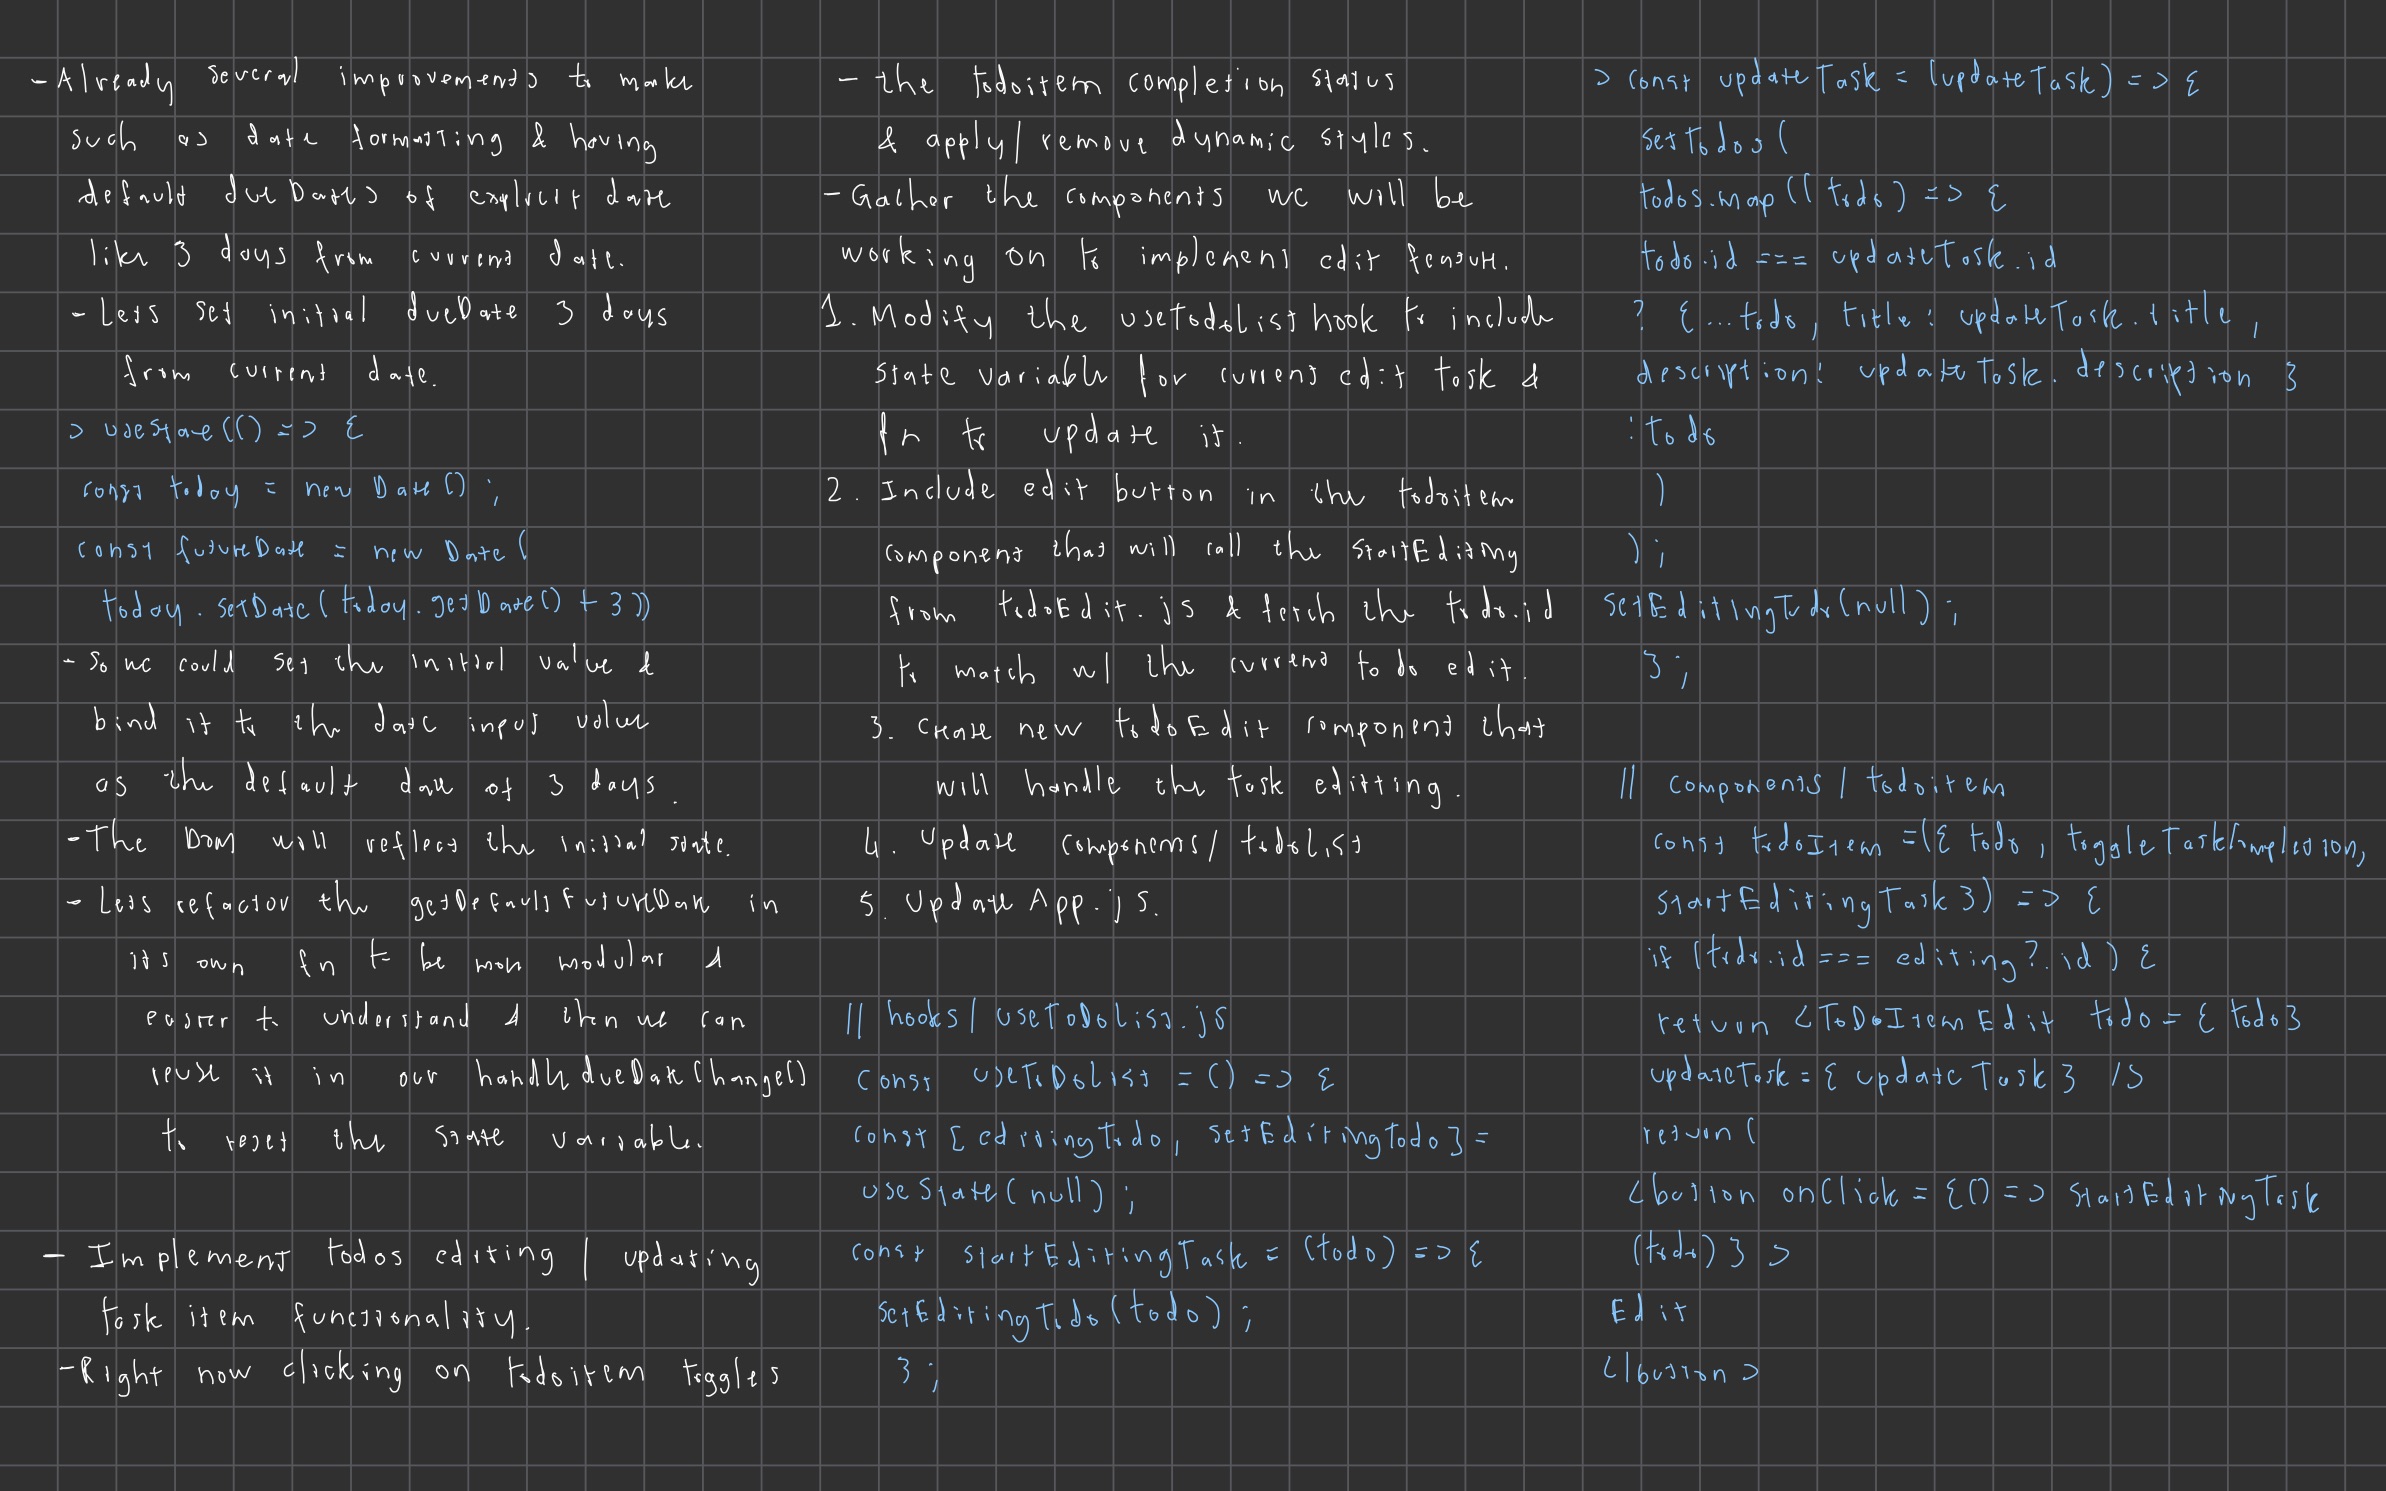 - Already several improvements to make
such as date formatting & having
default dueDates of explicit date
like 3 days from current date.
- Lets set initial dueDate 3 days
from current date.
> useState(() => {
const today = new Date() ;
const futureDate = new Date(
today.setDate(today.getDate() + 3))
- So we could set the initial value &
bind it to the date input value
as the default date of 3 days.
- The DOM will reflect the initial state.
- Lets refactor the getDefaultFutureDate in
it's own fn to be more modular &
easier to understand & then we can
reuse it in our handleDueDateChange()
to reset the state variable.
- Implement todos editing / updating
task item functionality.
- Right now clicking on todoitem toggles
- the todoitem completion status
& apply/remove dynamic styles.
- Gather the components we will be
working on to implement edit feature.
1. Modify the useTodoList hook to include
state variable for current edit task &
fn to update it.
2. Include edit button in the todoitem
component that will call the startEditing
from todoEdit.js & fetch the todo.id
to match w/ the current todo edit.
3. Create new todoEdit component that
will handle the task editting.
4. Update components/todoList
5. Update App.js.
// hooks/useToDoList.js
const useToDoList = () => {
const [editingTodo, setEditingTodo] =
useState(null) ;
const startEditingTask = (todo) => {
setEditingTodo(todo) ;
} ;
> const updateTask = (updateTask) => {
setTodos(
todos.map((todo) => {
todo.id === updateTask.id
? {...todo, title: updateTask.title,
description: updateTask.description }
: todo
)
) ;
setEditingTodo(null) ;
} ;
// components / todoitem
const todoItem =({ todo, toggleTaskCompletion,
startEditingTask }) => {
if (todo.id === editing?.id) {
return <ToDoItemEdit todo = {todo}
updateTask = { updateTask } />
return (
<button onClick = {() => startEditingTask
(todo) } >
Edit
</button >